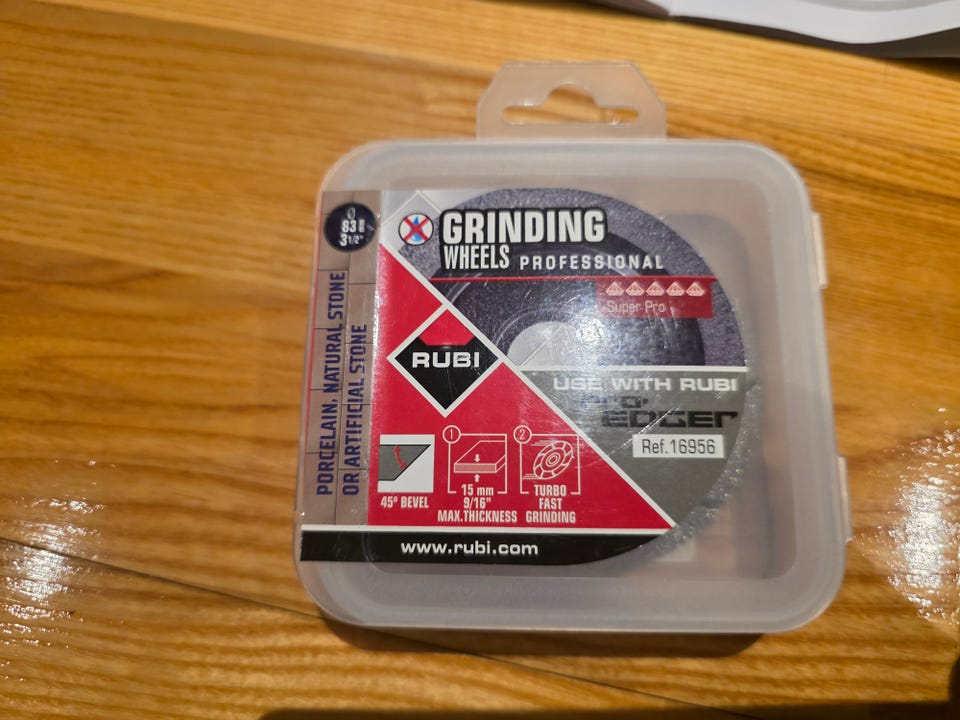 Ø
83 mm
3 1/2"
PORCELAIN, NATURAL STONE
OR ARTIFICIAL STONE
GRINDING
WHEELS PROFESSIONAL
Super-Pro
RUBI
USE WITH RUBI
EDGER
Ref.16956
45° BEVEL
1
15 mm
9/16"
MAX.THICKNESS
2
TURBO
FAST
GRINDING
www.rubi.com